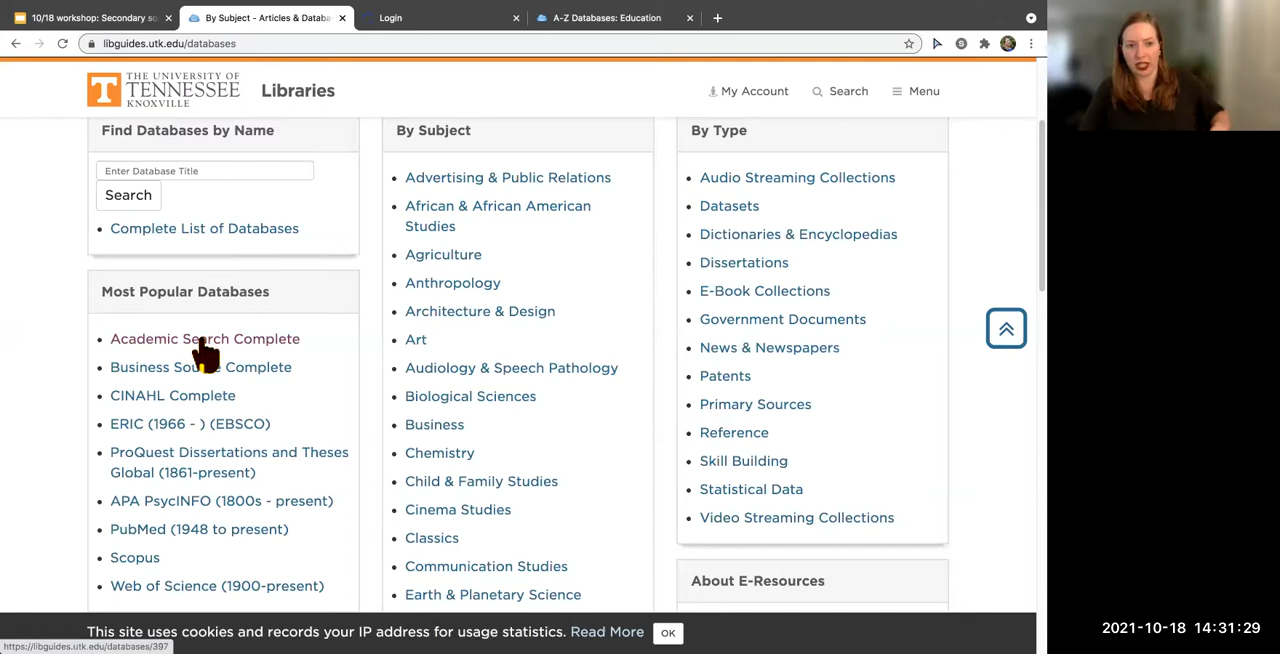 10/18 workshop: Secondary so
By Subject - Articles & Databa
Login
A-Z Databases: Education
libguides.utk.edu/databases
THE UNIVERSITY OF
TENNESSEE
KNOXVILLE
Libraries
My Account
Search
Menu
Find Databases by Name
Enter Database Title
Search
Complete List of Databases
Most Popular Databases
Academic Search Complete
Business Sou Complete
CINAHL Complete
ERIC (1966 - ) (EBSCO)
ProQuest Dissertations and Theses
Global (1861-present)
APA PsycINFO (1800s - present)
PubMed (1948 to present)
Scopus
Web of Science (1900-present)
By Subject
Advertising & Public Relations
African & African American
Studies
Agriculture
Anthropology
Architecture & Design
Art
Audiology & Speech Pathology
Biological Sciences
Business
Chemistry
Child & Family Studies
Cinema Studies
Classics
Communication Studies
Earth & Planetary Science
By Type
Audio Streaming Collections
Datasets
Dictionaries & Encyclopedias
Dissertations
E-Book Collections
Government Documents
News & Newspapers
Patents
Primary Sources
Reference
Skill Building
Statistical Data
Video Streaming Collections
About E-Resources
This site uses cookies and records your IP address for usage statistics. Read More
OK
https://libguides.utk.edu/databases/397
2021-10-18 14:31:29